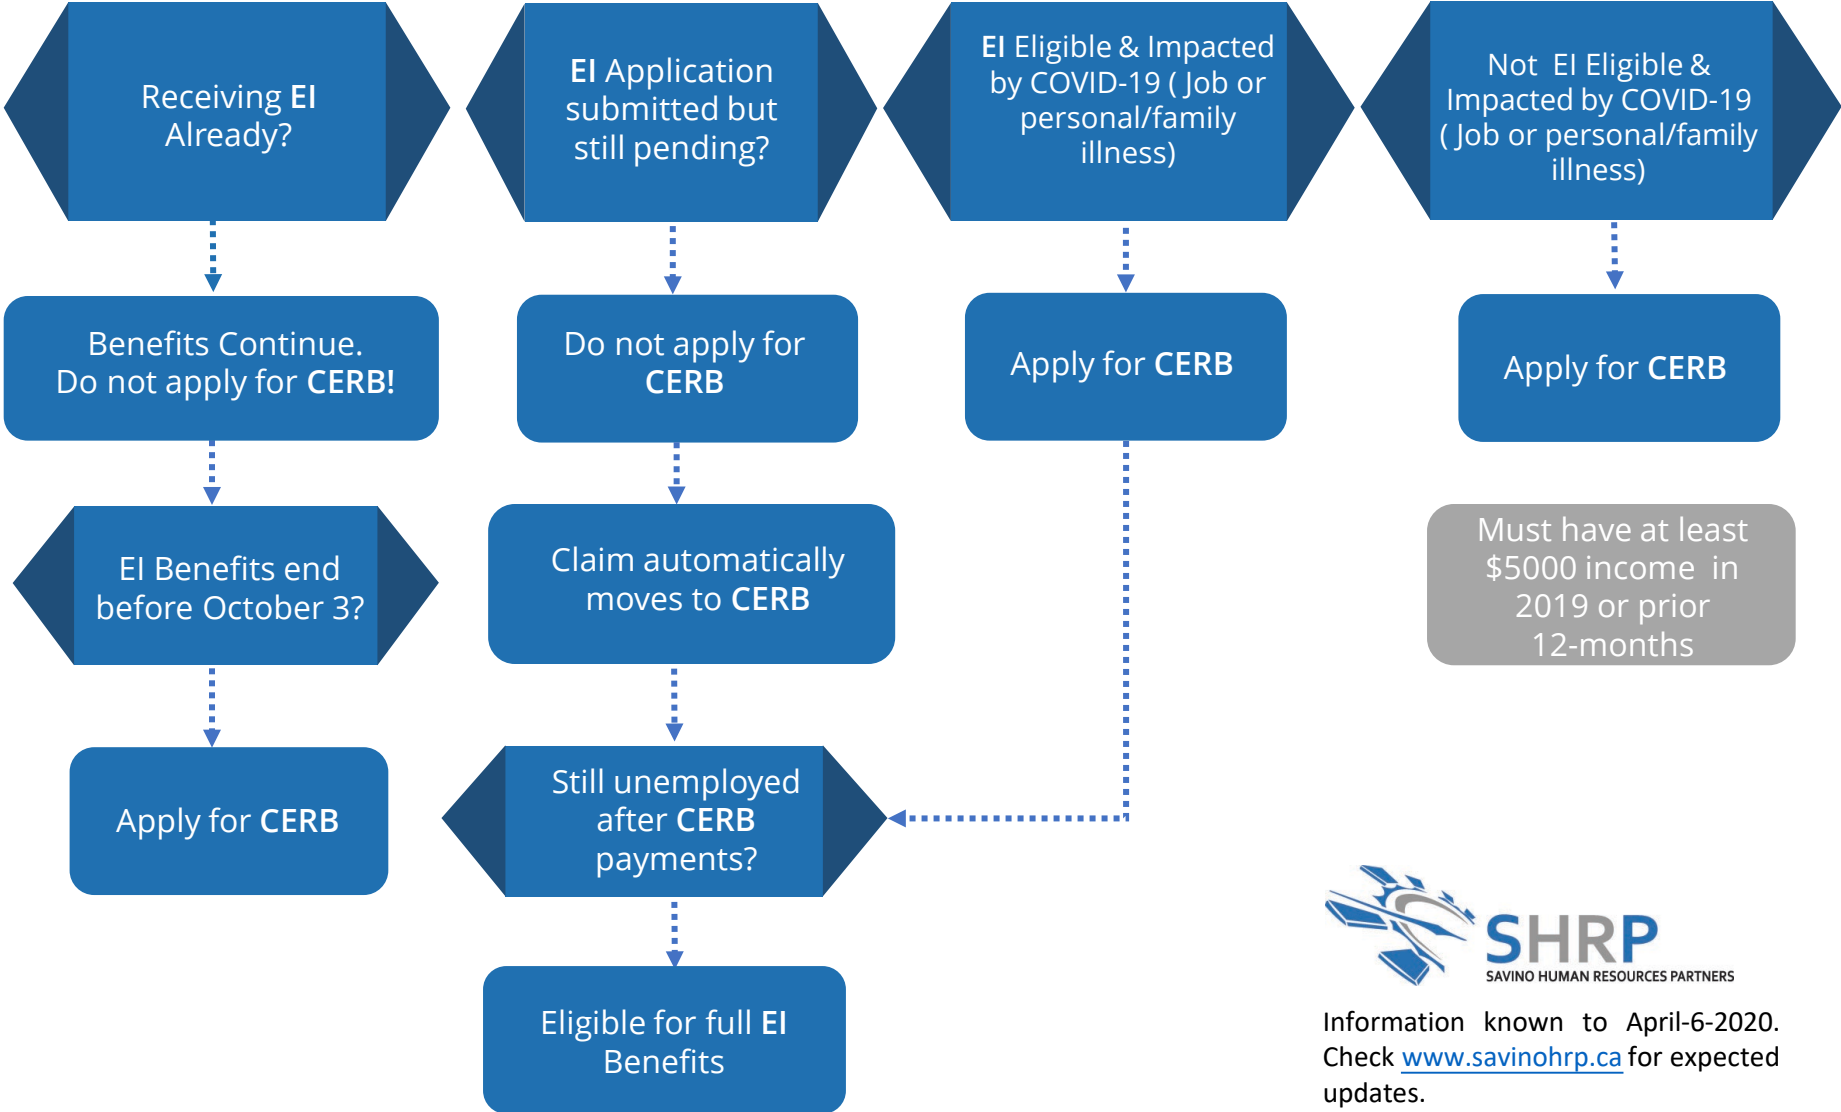 Receiving EI
Already?
Benefits Continue.
Do not apply for CERB!
EI Benefits end
before October 3?
Apply for CERB
EI Application
submitted but
still pending?
Do not apply for
CERB
Claim automatically
moves to CERB
Still unemployed
after CERB
payments?
Eligible for full EI
Benefits
EI Eligible & Impacted
by COVID-19 ( Job or
personal/family
illness)
Apply for CERB
Not EI Eligible &
Impacted by COVID-19
( Job or personal/family
illness)
Apply for CERB
Must have at least
$5000 income in
2019 or prior
12-months
SHRP
SAVINO HUMAN RESOURCES PARTNERS
Information known to April-6-2020.
Check www.savinohrp.ca for expected
updates.